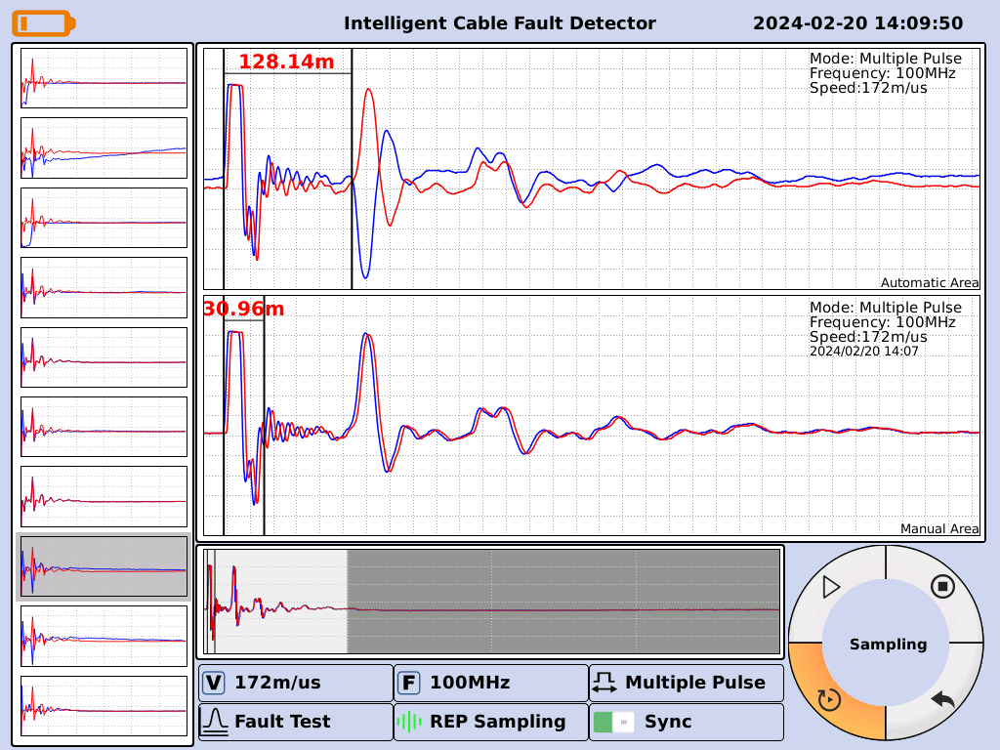 Intelligent Cable Fault Detector
2024-02-20 14:09:50
128.14m
Mode: Multiple Pulse
Frequency: 100MHz
Speed:172m/us
Automatic Area
30.96m
Mode: Multiple Pulse
Frequency: 100MHz
Speed:172m/us
2024/02/20 14:07
Manual Area
V 172m/us
F 100MHz
Multiple Pulse
Fault Test
REP Sampling
Sync
Sampling